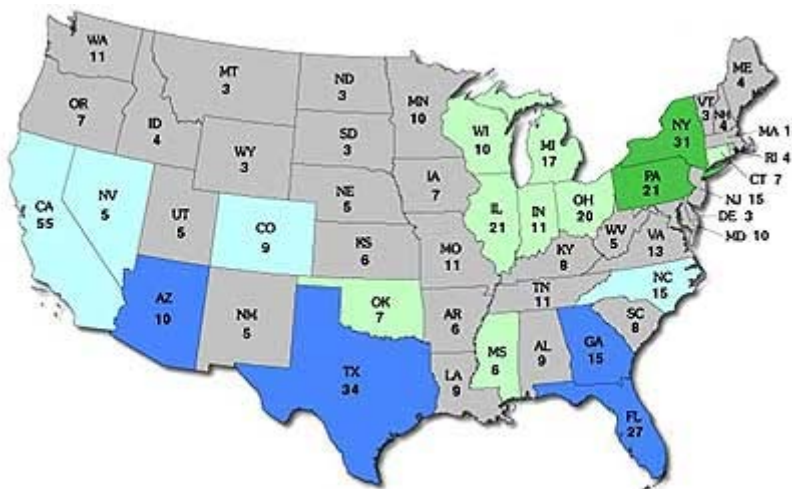 WA
11
OR
7
CA
55
NV
5
ID
4
MT
3
WY
3
UT
5
AZ
10
CO
9
NM
5
ND
3
SD
3
NE
5
KS
6
OK
7
TX
34
MN
10
IA
7
MO
11
AR
6
LA
9
WI
10
IL
21
MS
6
MI
17
IN
11
OH
20
KY
8
TN
11
AL
9
GA
15
FL
27
SC
8
NC
15
VA
13
WV
5
PA
21
NY
31
VT
3
NH
4
ME
4
MA 1
RI 4
CT 7
NJ 15
DE 3
MD 10